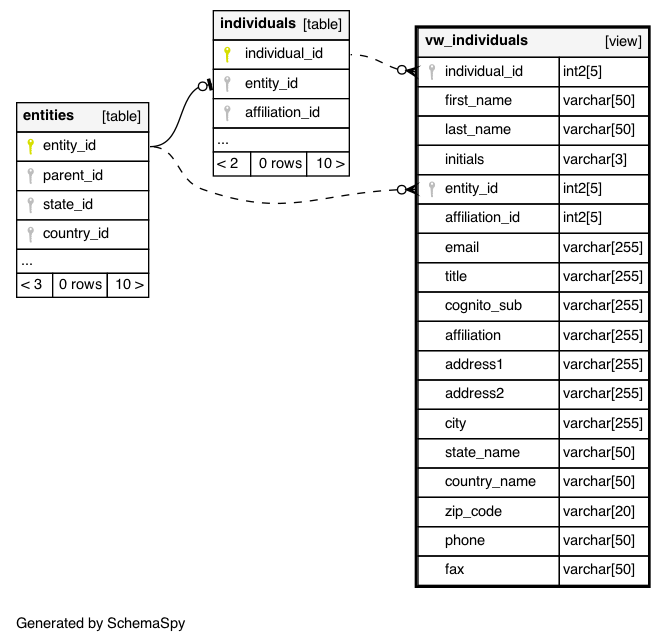 individuals [table]
individual_id
entity_id
affiliation_id
...
< 2 0 rows 10 >
entities [table]
entity_id
parent_id
state_id
country_id
...
< 3 0 rows 10 >
vw_individuals [view]
individual_id int2[5]
first_name varchar[50]
last_name varchar[50]
initials varchar[3]
entity_id int2[5]
affiliation_id int2[5]
email varchar[255]
title varchar[255]
cognito_sub varchar[255]
affiliation varchar[255]
address1 varchar[255]
address2 varchar[255]
city varchar[255]
state_name varchar[50]
country_name varchar[50]
zip_code varchar[20]
phone varchar[50]
fax varchar[50]
Generated by SchemaSpy